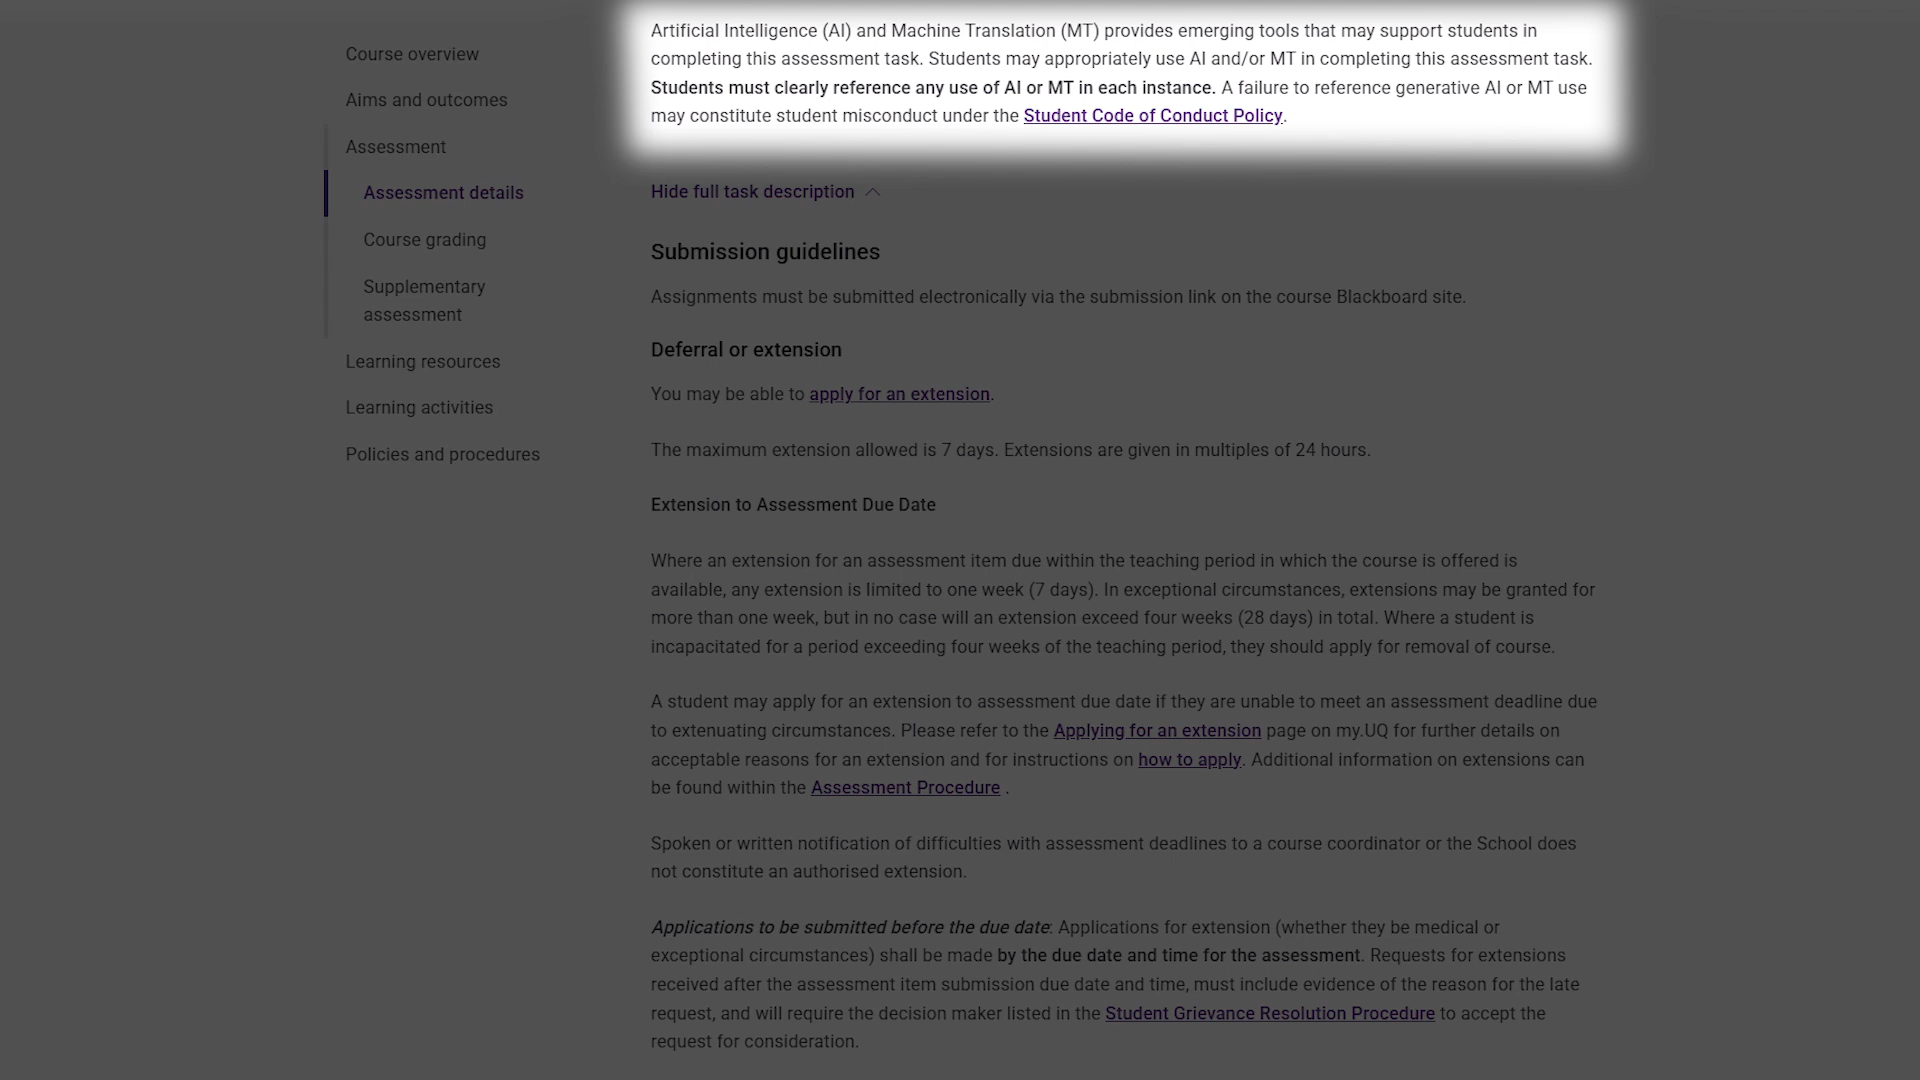 Course overview
Aims and outcomes
Assessment
Assessment details
Course grading
Supplementary
assessment
Learning resources
Learning activities
Policies and procedures
Artificial Intelligence (AI) and Machine Translation (MT) provides emerging tools that may support students in
completing this assessment task. Students may appropriately use AI and/or MT in completing this assessment task.
Students must clearly reference any use of AI or MT in each instance. A failure to reference generative AI or MT use
may constitute student misconduct under the Student Code of Conduct Policy.
Hide full task description
Submission guidelines
Assignments must be submitted electronically via the submission link on the course Blackboard site.
Deferral or extension
You may be able to apply for an extension.
The maximum extension allowed is 7 days. Extensions are given in multiples of 24 hours.
Extension to Assessment Due Date
Where an extension for an assessment item due within the teaching period in which the course is offered is
available, any extension is limited to one week (7 days). In exceptional circumstances, extensions may be granted for
more than one week, but in no case will an extension exceed four weeks (28 days) in total. Where a student is
incapacitated for a period exceeding four weeks of the teaching period, they should apply for removal of course.
A student may apply for an extension to assessment due date if they are unable to meet an assessment deadline due
to extenuating circumstances. Please refer to the Applying for an extension page on my.UQ for further details on
acceptable reasons for an extension and for instructions on how to apply. Additional information on extensions can
be found within the Assessment Procedure .
Spoken or written notification of difficulties with assessment deadlines to a course coordinator or the School does
not constitute an authorised extension.
Applications to be submitted before the due date: Applications for extension (whether they be medical or
exceptional circumstances) shall be made by the due date and time for the assessment. Requests for extensions
received after the assessment item submission due date and time, must include evidence of the reason for the late
request, and will require the decision maker listed in the Student Grievance Resolution Procedure to accept the
request for consideration.